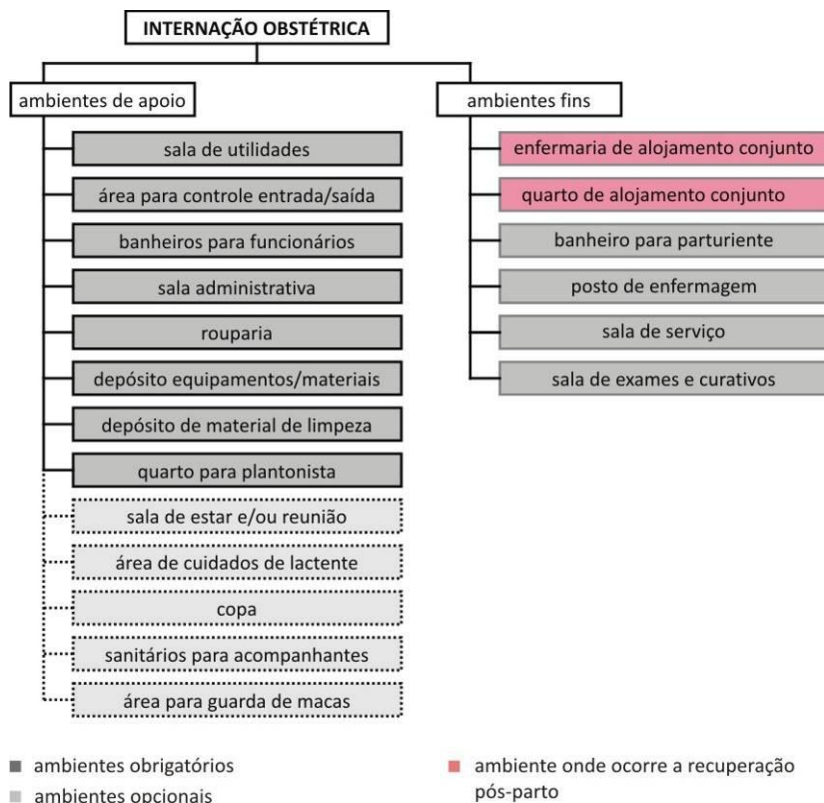 INTERNAÇÃO OBSTÉTRICA
ambientes de apoio
sala de utilidades
área para controle entrada/saída
banheiros para funcionários
sala administrativa
rouparia
depósito equipamentos/materiais
depósito de material de limpeza
quarto para plantonista
sala de estar e/ou reunião
área de cuidados de lactente
copa
sanitários para acompanhantes
área para guarda de macas
ambientes fins
enfermaria de alojamento conjunto
quarto de alojamento conjunto
banheiro para parturiente
posto de enfermagem
sala de serviço
sala de exames e curativos
ambientes obrigatórios
ambientes opcionais
ambiente onde ocorre a recuperação
pós-parto